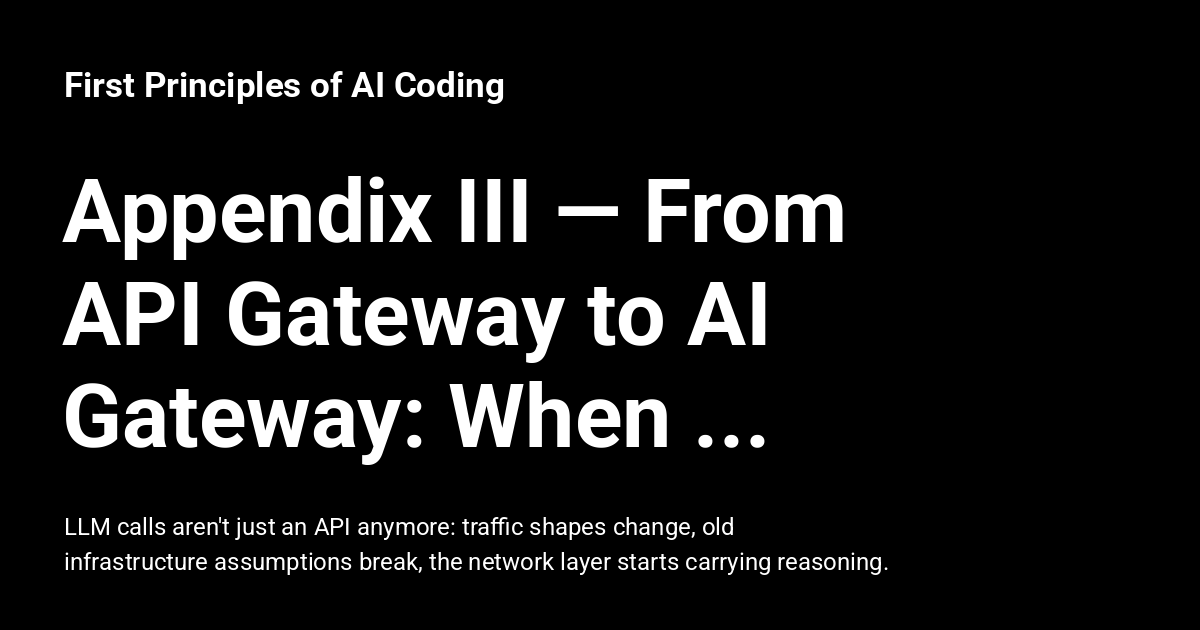 First Principles of AI Coding
Appendix III — From
API Gateway to AI
Gateway: When ...
LLM calls aren't just an API anymore: traffic shapes change, old
infrastructure assumptions break, the network layer starts carrying reasoning.